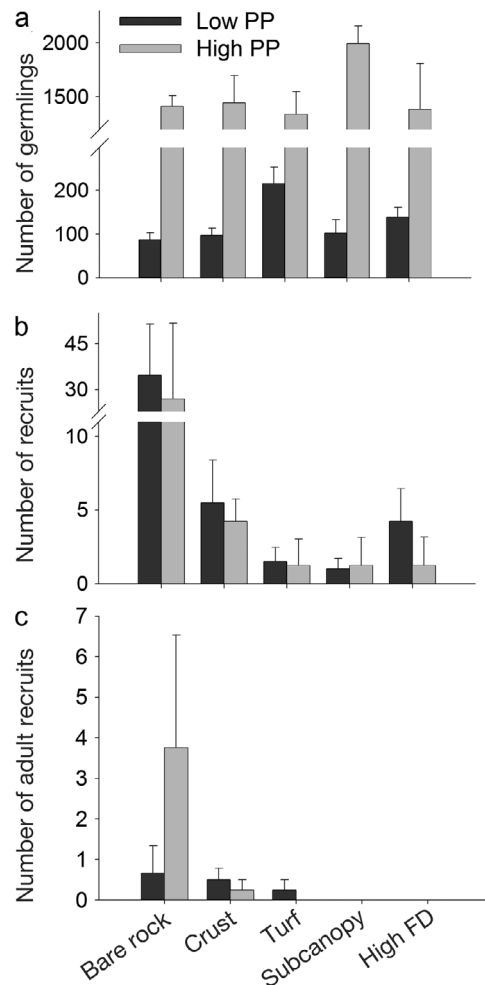 a
Low PP
High PP
Number of germlings
2000
1500
200
100
0
b
Number of recruits
45
30
10
5
0
c
Number of adult recruits
7
6
5
4
3
2
1
0
Bare rock
Crust
Turf
Subcanopy
High FD